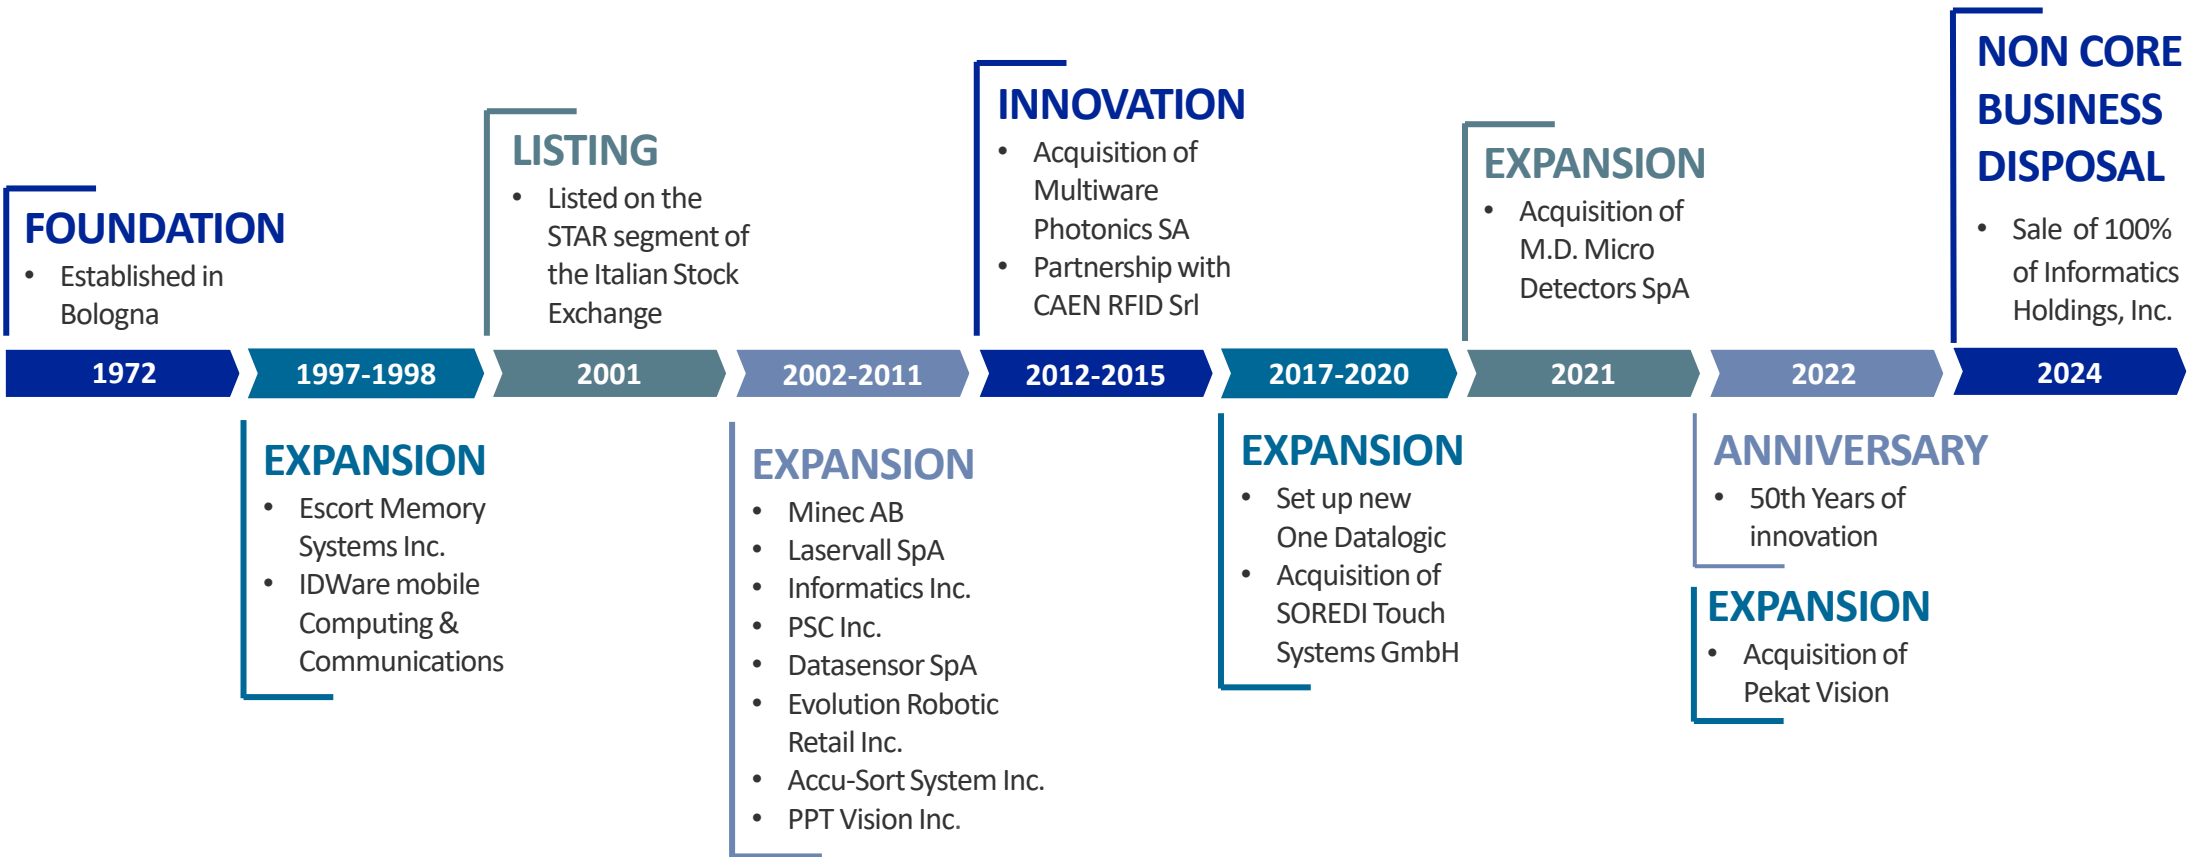 FOUNDATION
• Established in
Bologna
LISTING
• Listed on the
STAR segment of
the Italian Stock
Exchange
INNOVATION
• Acquisition of
Multiware
Photonics SA
• Partnership with
CAEN RFID Srl
EXPANSION
• Acquisition of
M.D. Micro
Detectors SpA
NON CORE
BUSINESS
DISPOSAL
• Sale of 100%
of Informatics
Holdings, Inc.
1972
1997-1998
2001
2002-2011
2012-2015
2017-2020
2021
2022
2024
EXPANSION
• Escort Memory
Systems Inc.
• IDWare mobile
Computing &
Communications
EXPANSION
• Minec AB
• Laservall SpA
• Informatics Inc.
• PSC Inc.
• Datasensor SpA
• Evolution Robotic
Retail Inc.
• Accu-Sort System Inc.
• PPT Vision Inc.
EXPANSION
• Set up new
One Datalogic
• Acquisition of
SOREDI Touch
Systems GmbH
ANNIVERSARY
• 50th Years of
innovation
EXPANSION
• Acquisition of
Pekat Vision